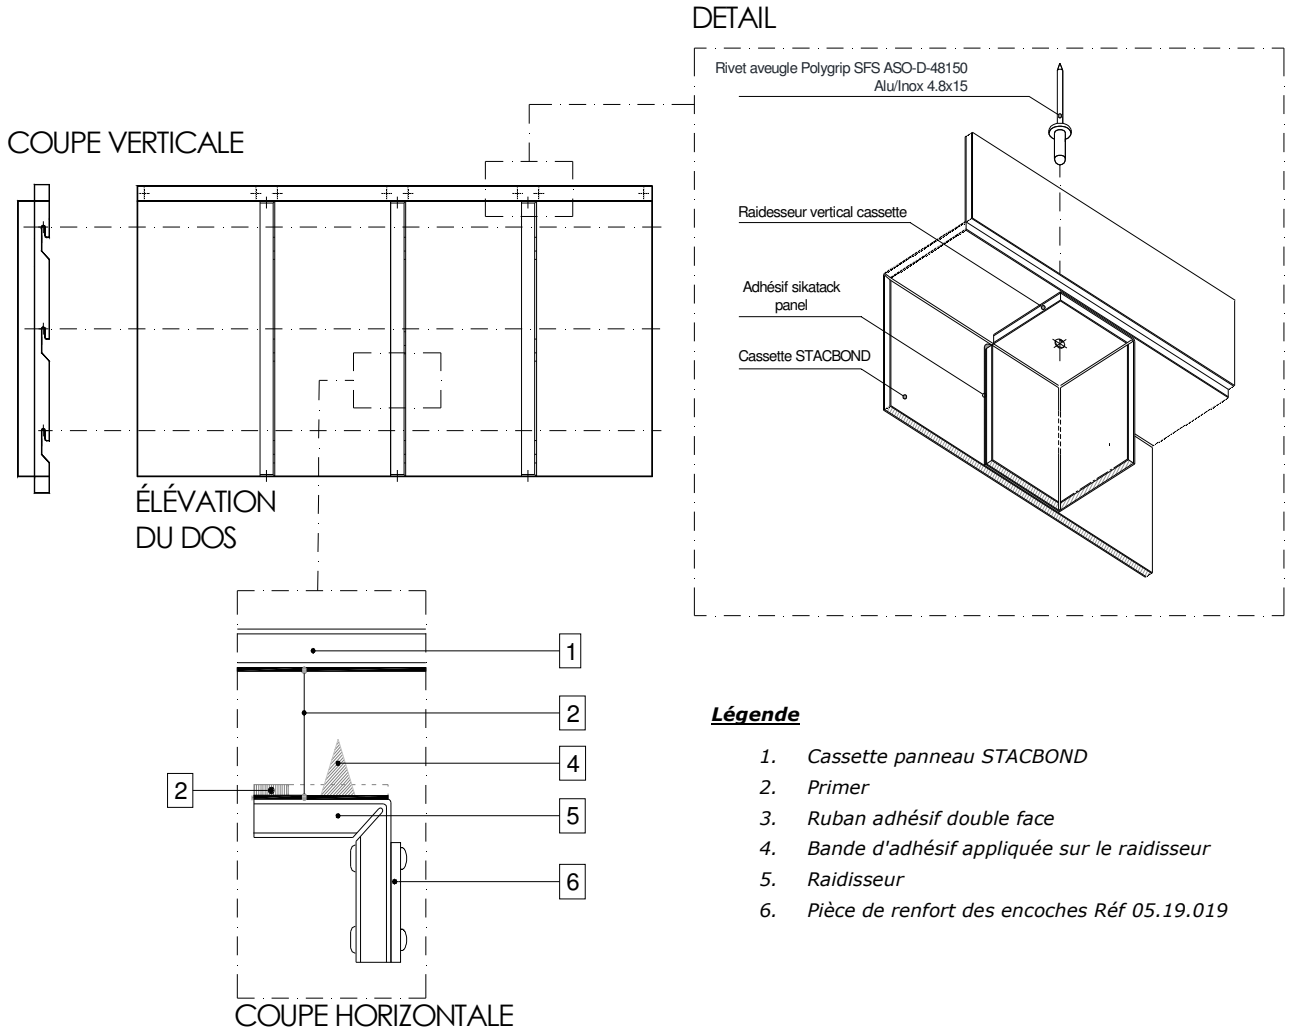 DETAIL
Rivet aveugle Polygrip SFS ASO-D-48150
Alu/Inox 4.8x15
COUPE VERTICALE
Raidesseur vertical cassette
Adhésif sikatack
panel
Cassette STACBOND
ÉLÉVATION
DU DOS
1
2
4
2
5
6
COUPE HORIZONTALE
Légende
1. Cassette panneau STACBOND
2. Primer
3. Ruban adhésif double face
4. Bande d'adhésif appliquée sur le raidisseur
5. Raidisseur
6. Pièce de renfort des encoches Réf 05.19.019